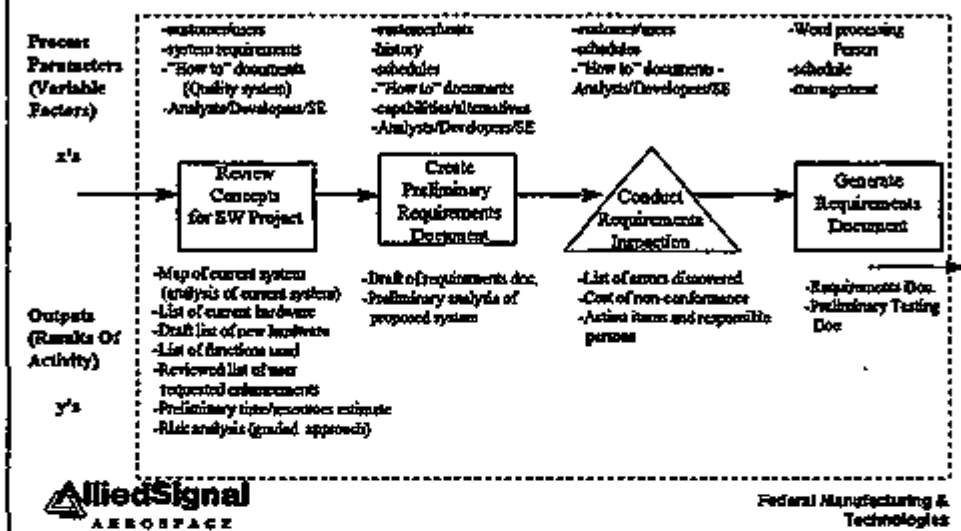 Process
Parameters
(Variable
Factors)
x's
-customer/users
-system requirements
-"How to" documents
(Quality system)
-Analysts/Developers/SE
-customer/users
-history
-schedules
-"How to" documents
-capabilities/alternatives
-Analysts/Developers/SE
-customer/users
-schedules
-"How to" documents -
Analysts/Developers/SE
-Word processing
Person
-schedule
-management
Review
Concepts
for SW Project
Create
Preliminary
Requirements
Document
Conduct
Requirements
Inspection
Generate
Requirements
Document
Outputs
(Results Of
Activity)
y's
-Map of current system
(analysis of current system)
-List of current hardware
-Draft list of new hardware
-List of functions used
-Reviewed list of user
requested enhancements
-Preliminary time/resources estimate
-Risk analysis (graded approach)
-Draft of requirements doc.
-Preliminary analysis of
proposed system
-List of errors discovered
-Cost of non-conformance
-Action items and responsible
persons
-Requirements Doc.
-Preliminary Testing
Doc
AlliedSignal
AEROSPACE
Federal Manufacturing &
Technologies